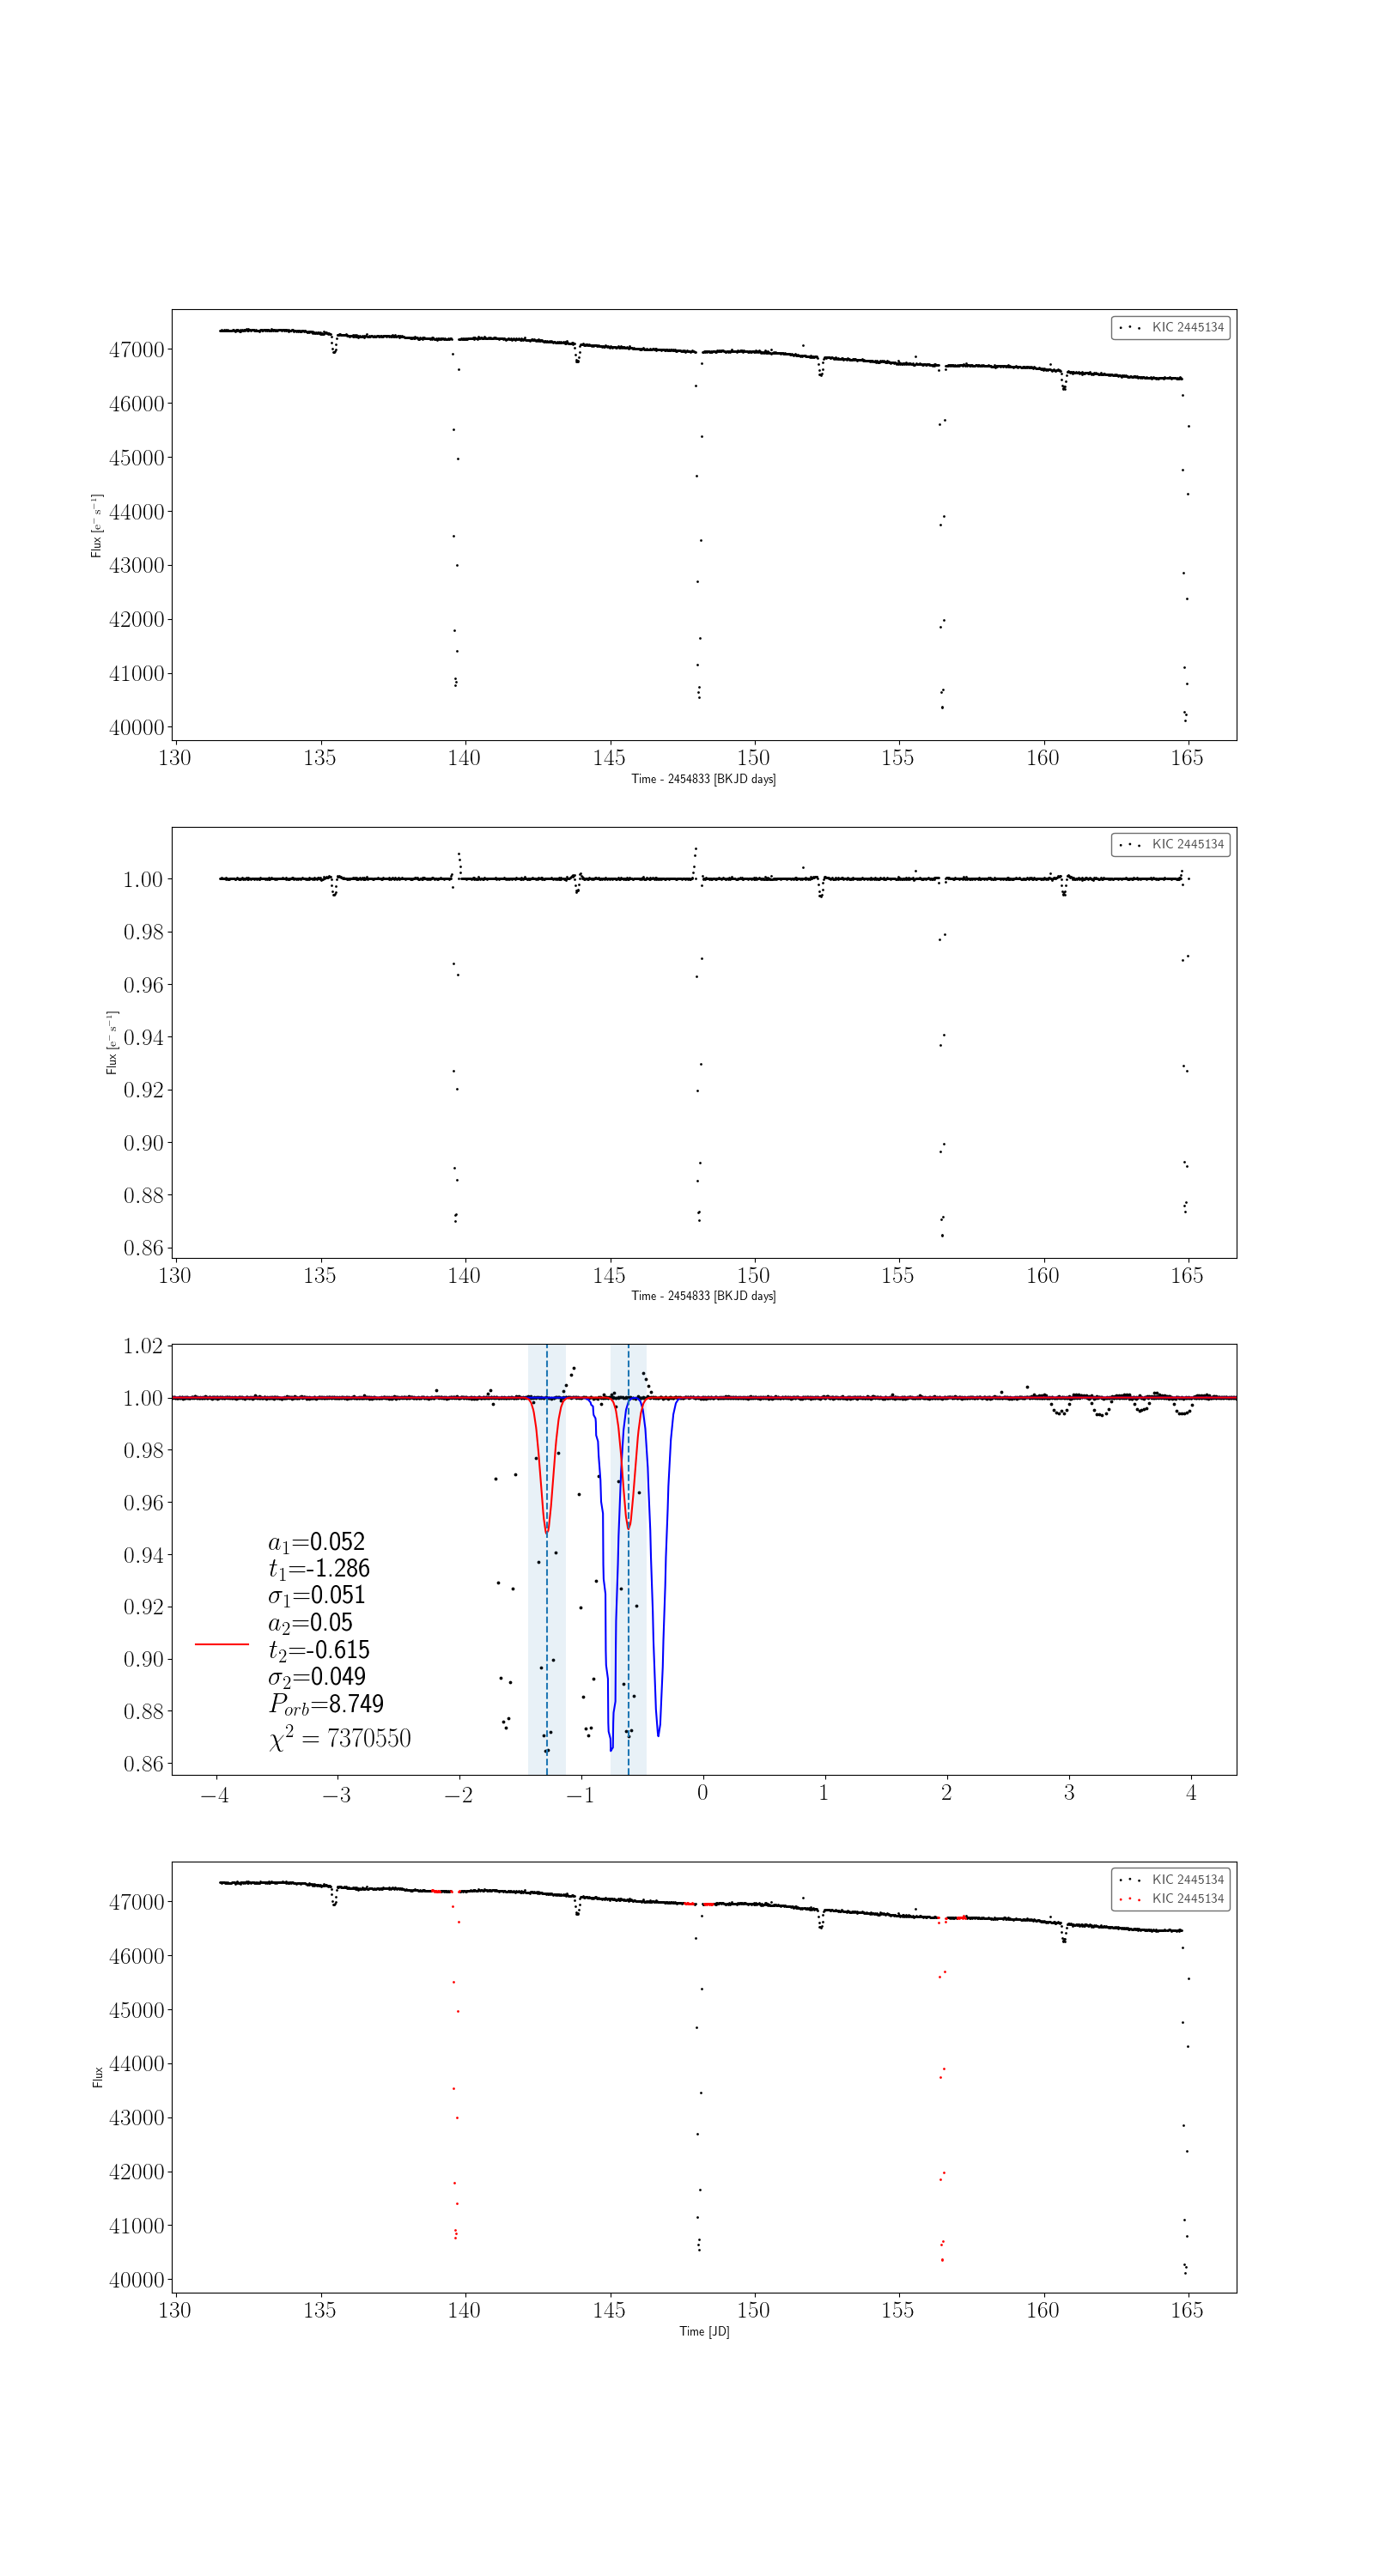 KIC 2445134
47000
46000
45000
44000
43000
42000
41000
40000
Flux [e⁻ s⁻¹]
130 135 140 145 150 155 160 165
Time - 2454833 [BKJD days]
KIC 2445134
1.00
0.98
0.96
0.94
0.92
0.90
0.88
0.86
Flux [e⁻ s⁻¹]
130 135 140 145 150 155 160 165
Time - 2454833 [BKJD days]
1.02
1.00
0.98
0.96
0.94
0.92
0.90
0.88
0.86
a₁=0.052
t₁=-1.286
σ₁=0.051
a₂=0.05
t₂=-0.615
σ₂=0.049
P_orb=8.749
χ² = 7370550
−4 −3 −2 −1 0 1 2 3 4
KIC 2445134
KIC 2445134
47000
46000
45000
44000
43000
42000
41000
40000
Flux
130 135 140 145 150 155 160 165
Time [JD]